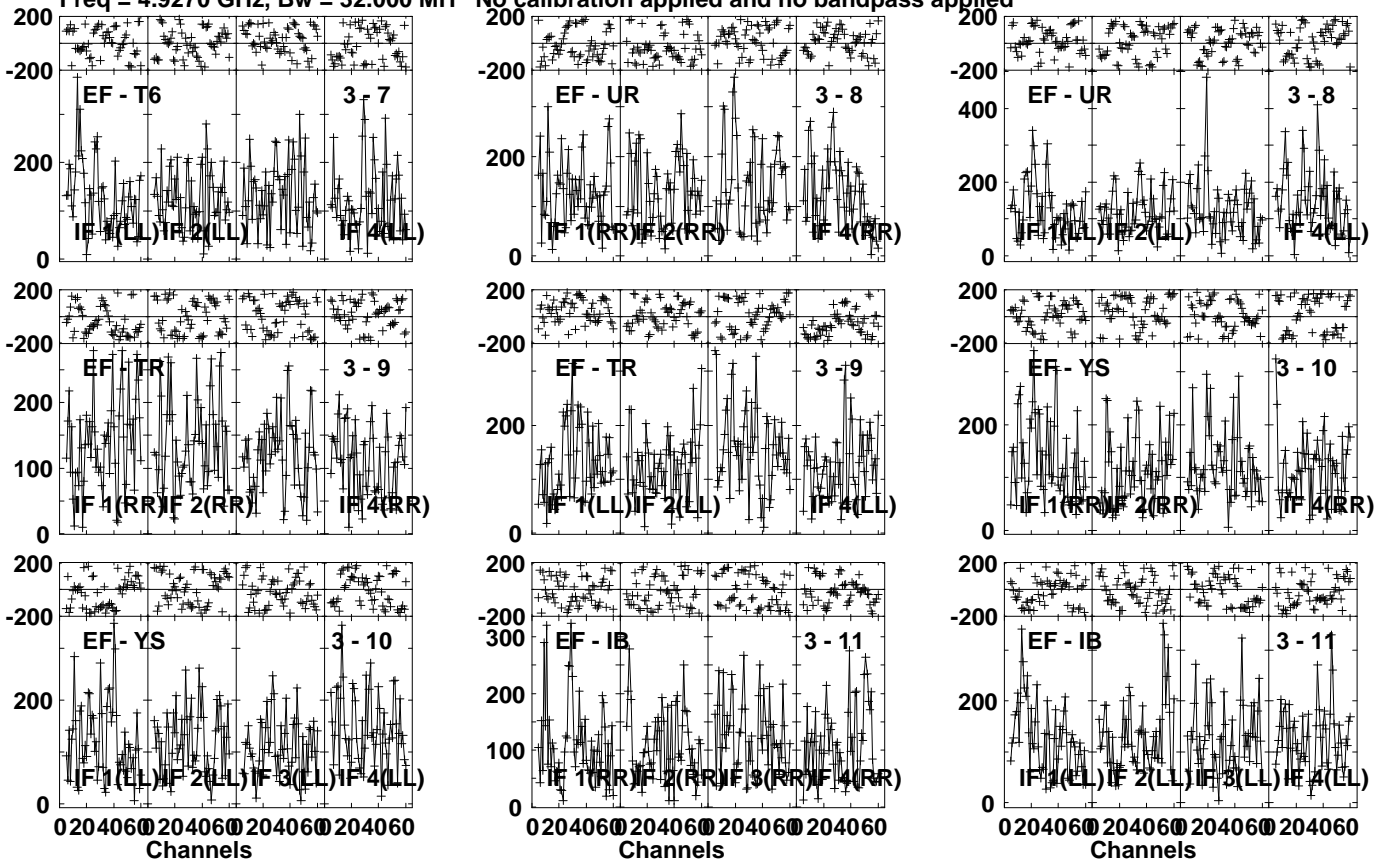 Freq = 4.9270 GHz, Bw = 32.000 MH No calibration applied and no bandpass applied
200
-200
EF - T6 3 - 7
200
0
IF 1(LL) IF 2(LL) IF 4(LL)
200
-200
EF - UR 3 - 8
200
0
IF 1(RR) IF 2(RR) IF 4(RR)
200
-200
EF - UR 3 - 8
400
200
0
IF 1(LL) IF 2(LL) IF 4(LL)
200
-200
EF - TR 3 - 9
200
100
0
IF 1(RR) IF 2(RR) IF 4(RR)
200
-200
EF - TR 3 - 9
200
0
IF 1(LL) IF 2(LL) IF 4(LL)
200
-200
EF - YS 3 - 10
200
0
IF 1(RR) IF 2(RR) IF 4(RR)
200
-200
EF - YS 3 - 10
200
0
IF 1(LL) IF 2(LL) IF 3(LL) IF 4(LL)
0 20 40 60 0 20 40 60 0 20 40 60 0 20 40 60
Channels
200
-200
EF - IB 3 - 11
300
200
100
0
IF 1(RR) IF 2(RR) IF 3(RR) IF 4(RR)
0 20 40 60 0 20 40 60 0 20 40 60 0 20 40 60
Channels
200
-200
EF - IB 3 - 11
200
0
IF 1(LL) IF 2(LL) IF 3(LL) IF 4(LL)
0 20 40 60 0 20 40 60 0 20 40 60 0 20 40 60
Channels